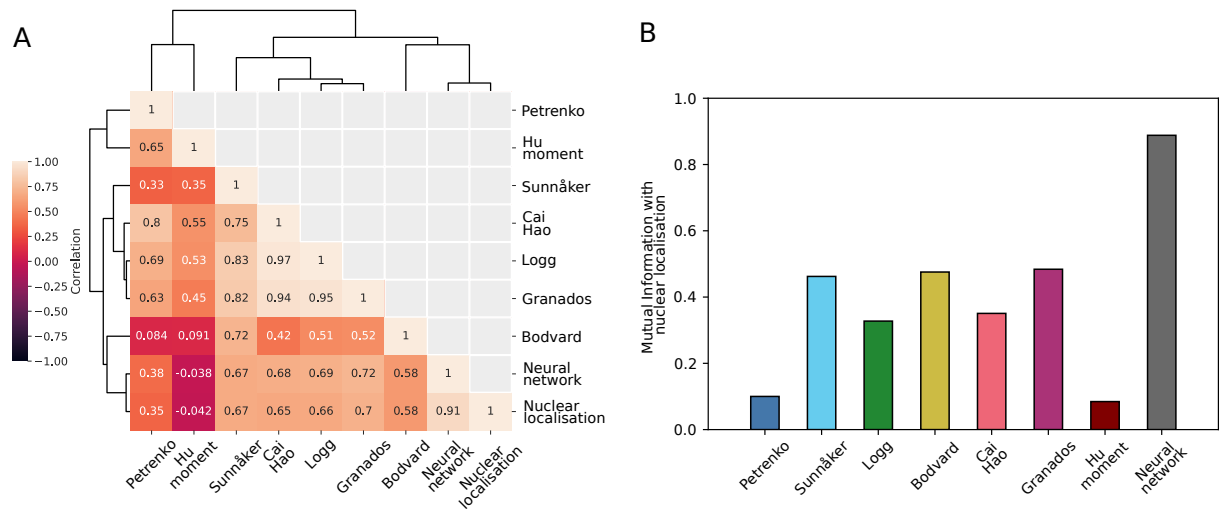 A
Petrenko
Hu
moment
Sunnåker
Cai
Hao
Logg
Granados
Bodvard
Neural
network
Nuclear
localisation
1
0.65 1
0.33 0.35 1
0.8 0.55 0.75 1
0.69 0.53 0.83 0.97 1
0.63 0.45 0.82 0.94 0.95 1
0.084 0.091 0.72 0.42 0.51 0.52 1
0.38 -0.038 0.67 0.68 0.69 0.72 0.58 1
0.35 -0.042 0.67 0.65 0.66 0.7 0.58 0.91 1
1.00
0.75
0.50
0.25
0.00
−0.25
−0.50
−0.75
−1.00
Correlation
Petrenko
Hu
moment
Sunnåker
Cai
Hao
Logg
Granados
Bodvard
Neural
network
Nuclear
localisation
B
1.0
0.8
0.6
0.4
0.2
0.0
Mutual Information with
nuclear localisation
Petrenko
Sunnåker
Logg
Bodvard
Cai
Hao
Granados
Hu
moment
Neural
network